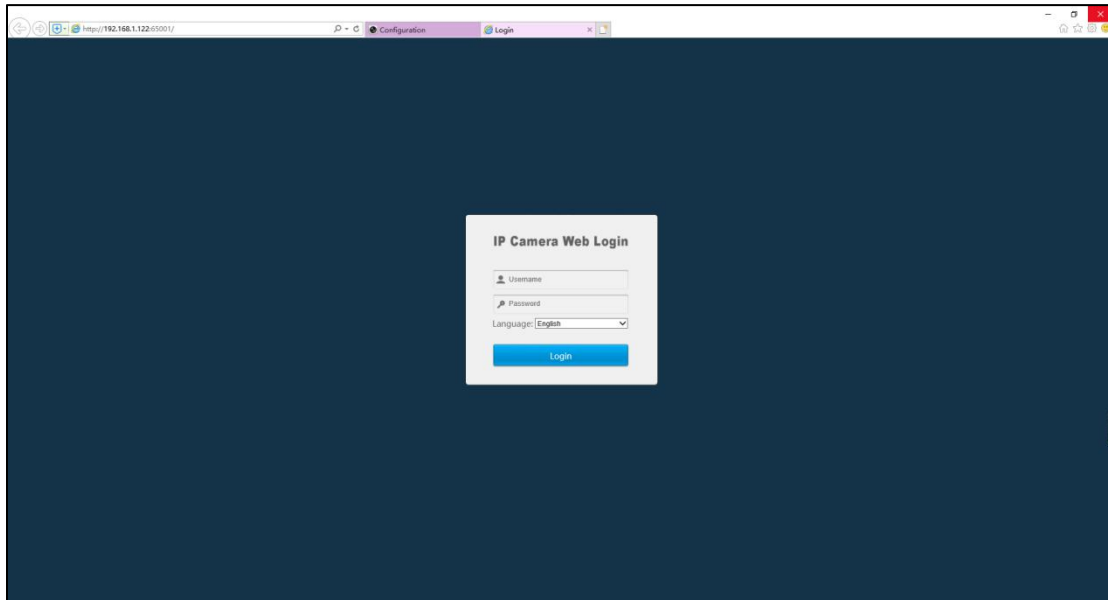 http://192.168.1.122:65001/
Configuration
Login
IP Camera Web Login
Username
Password
Language: English
Login